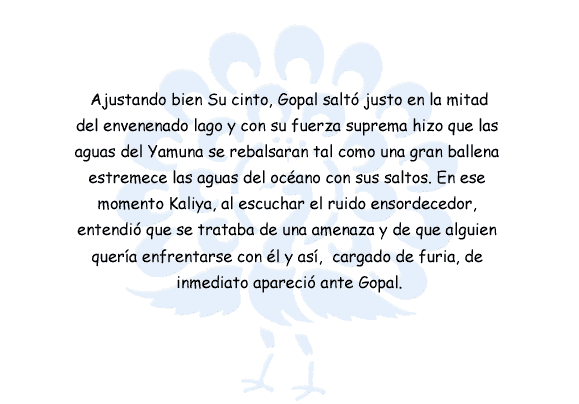 Ajustando bien Su cinto, Gopal saltó justo en la mitad
del envenenado lago y con su fuerza suprema hizo que las
aguas del Yamuna se rebalsaran tal como una gran ballena
estremece las aguas del océano con sus saltos. En ese
momento Kaliya, al escuchar el ruido ensordecedor,
entendió que se trataba de una amenaza y de que alguien
quería enfrentarse con él y así,  cargado de furia, de
inmediato apareció ante Gopal.